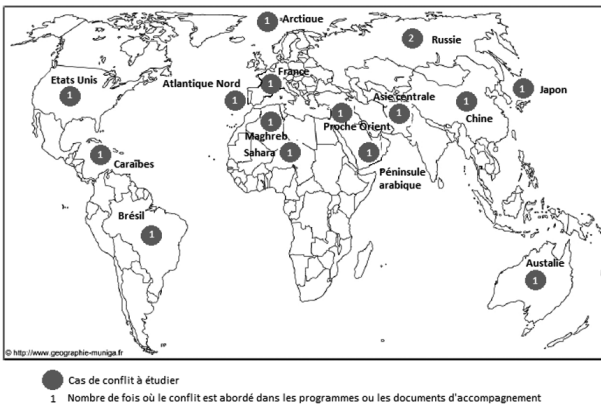 1 Arctique
2 Russie
Etats Unis
1
Atlantique Nord
1
France
1
Asie centrale
1
1
Chine
1 Japon
Proche Orient
1
1
Maghreb
Sahara 1
1
Péninsule
arabique
1
Caraïbes
Brésil
1
Austalie
1
© http://www.geographie-muniga.fr
Cas de conflit à étudier
1 Nombre de fois où le conflit est abordé dans les programmes ou les documents d'accompagnement